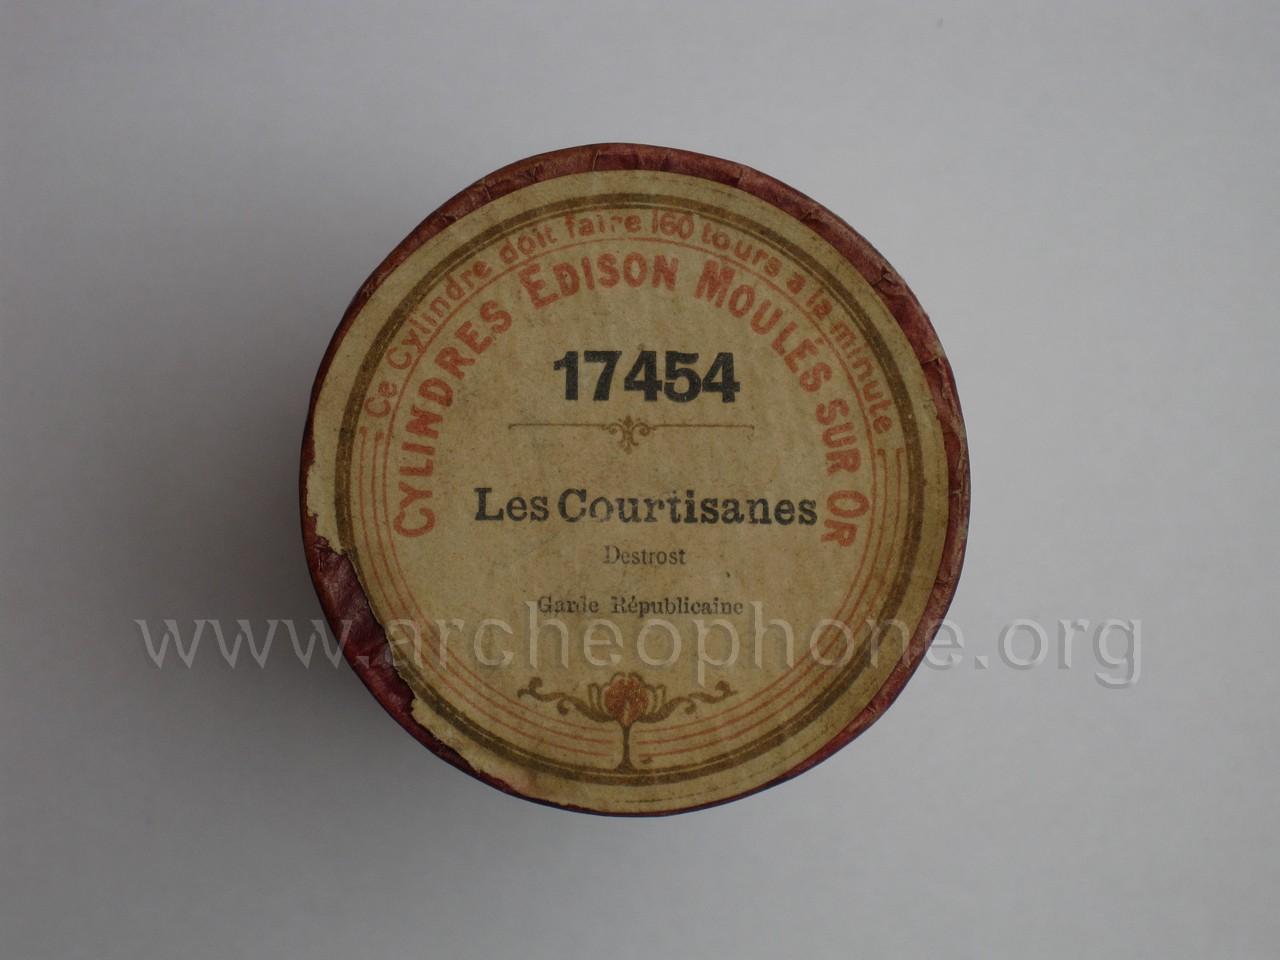 Ce Cylindre doit faire 160 tours à la minute
CYLINDRES EDISON MOULÉS SUR OR
17454
Les Courtisanes
Destrost
Garde Républicaine
www.archeophone.org